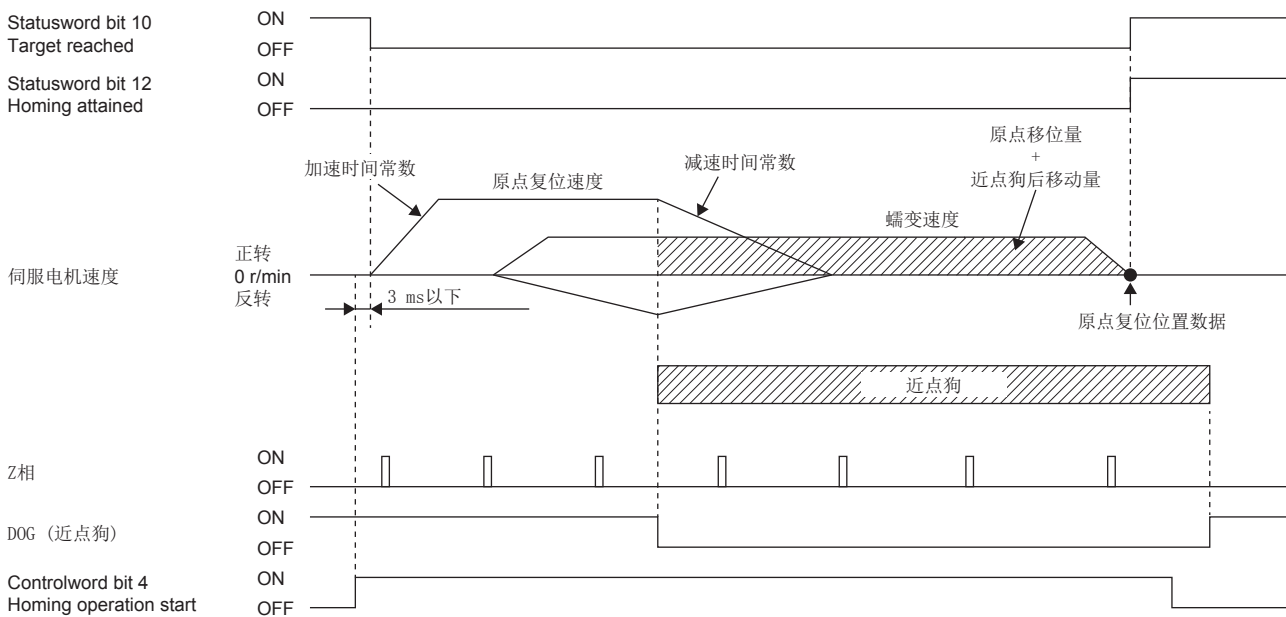 Statusword bit 10
Target reached
ON
OFF
Statusword bit 12
Homing attained
ON
OFF
原点移位量
+
近点狗后移动量
加速时间常数
原点复位速度
减速时间常数
蠕变速度
伺服电机速度
正转
0 r/min
反转
3 ms以下
原点复位位置数据
近点狗
Z相
ON
OFF
DOG (近点狗)
ON
OFF
Controlword bit 4
Homing operation start
ON
OFF